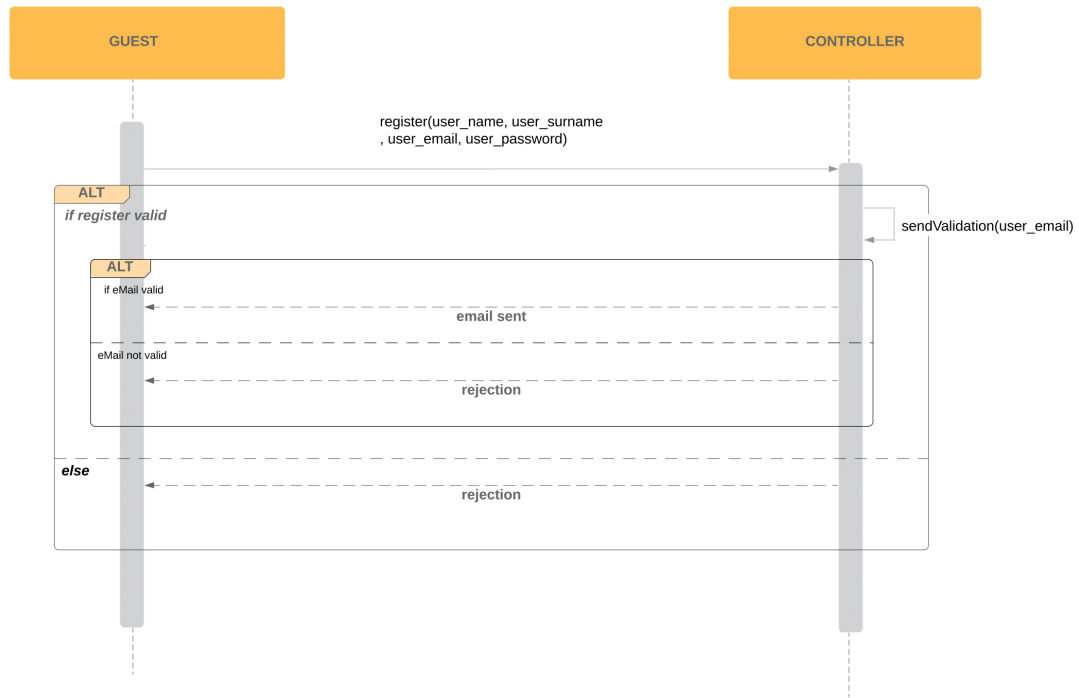 GUEST
CONTROLLER
register(user_name, user_surname
, user_email, user_password)
ALT
if register valid
sendValidation(user_email)
ALT
if eMail valid
email sent
eMail not valid
rejection
else
rejection